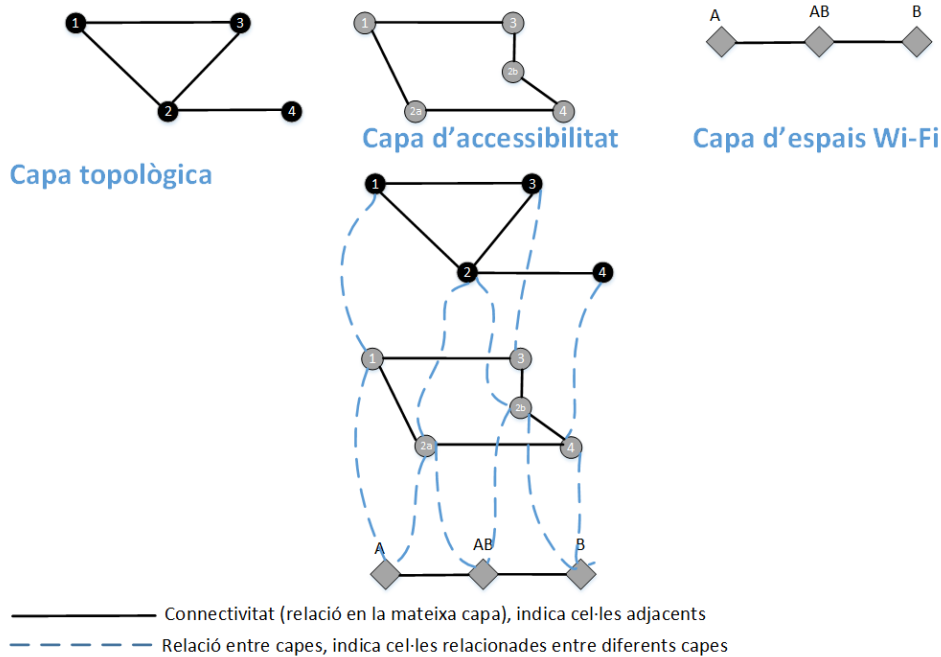 1 3 1 3 A AB B
2 4 2b
2a 4
Capa d'accessibilitat Capa d'espais Wi-Fi
Capa topològica
1 3
2 4
1 3
2b
2a 4
A AB B
Connectivitat (relació en la mateixa capa), indica cel·les adjacents
Relació entre capes, indica cel·les relacionades entre diferents capes